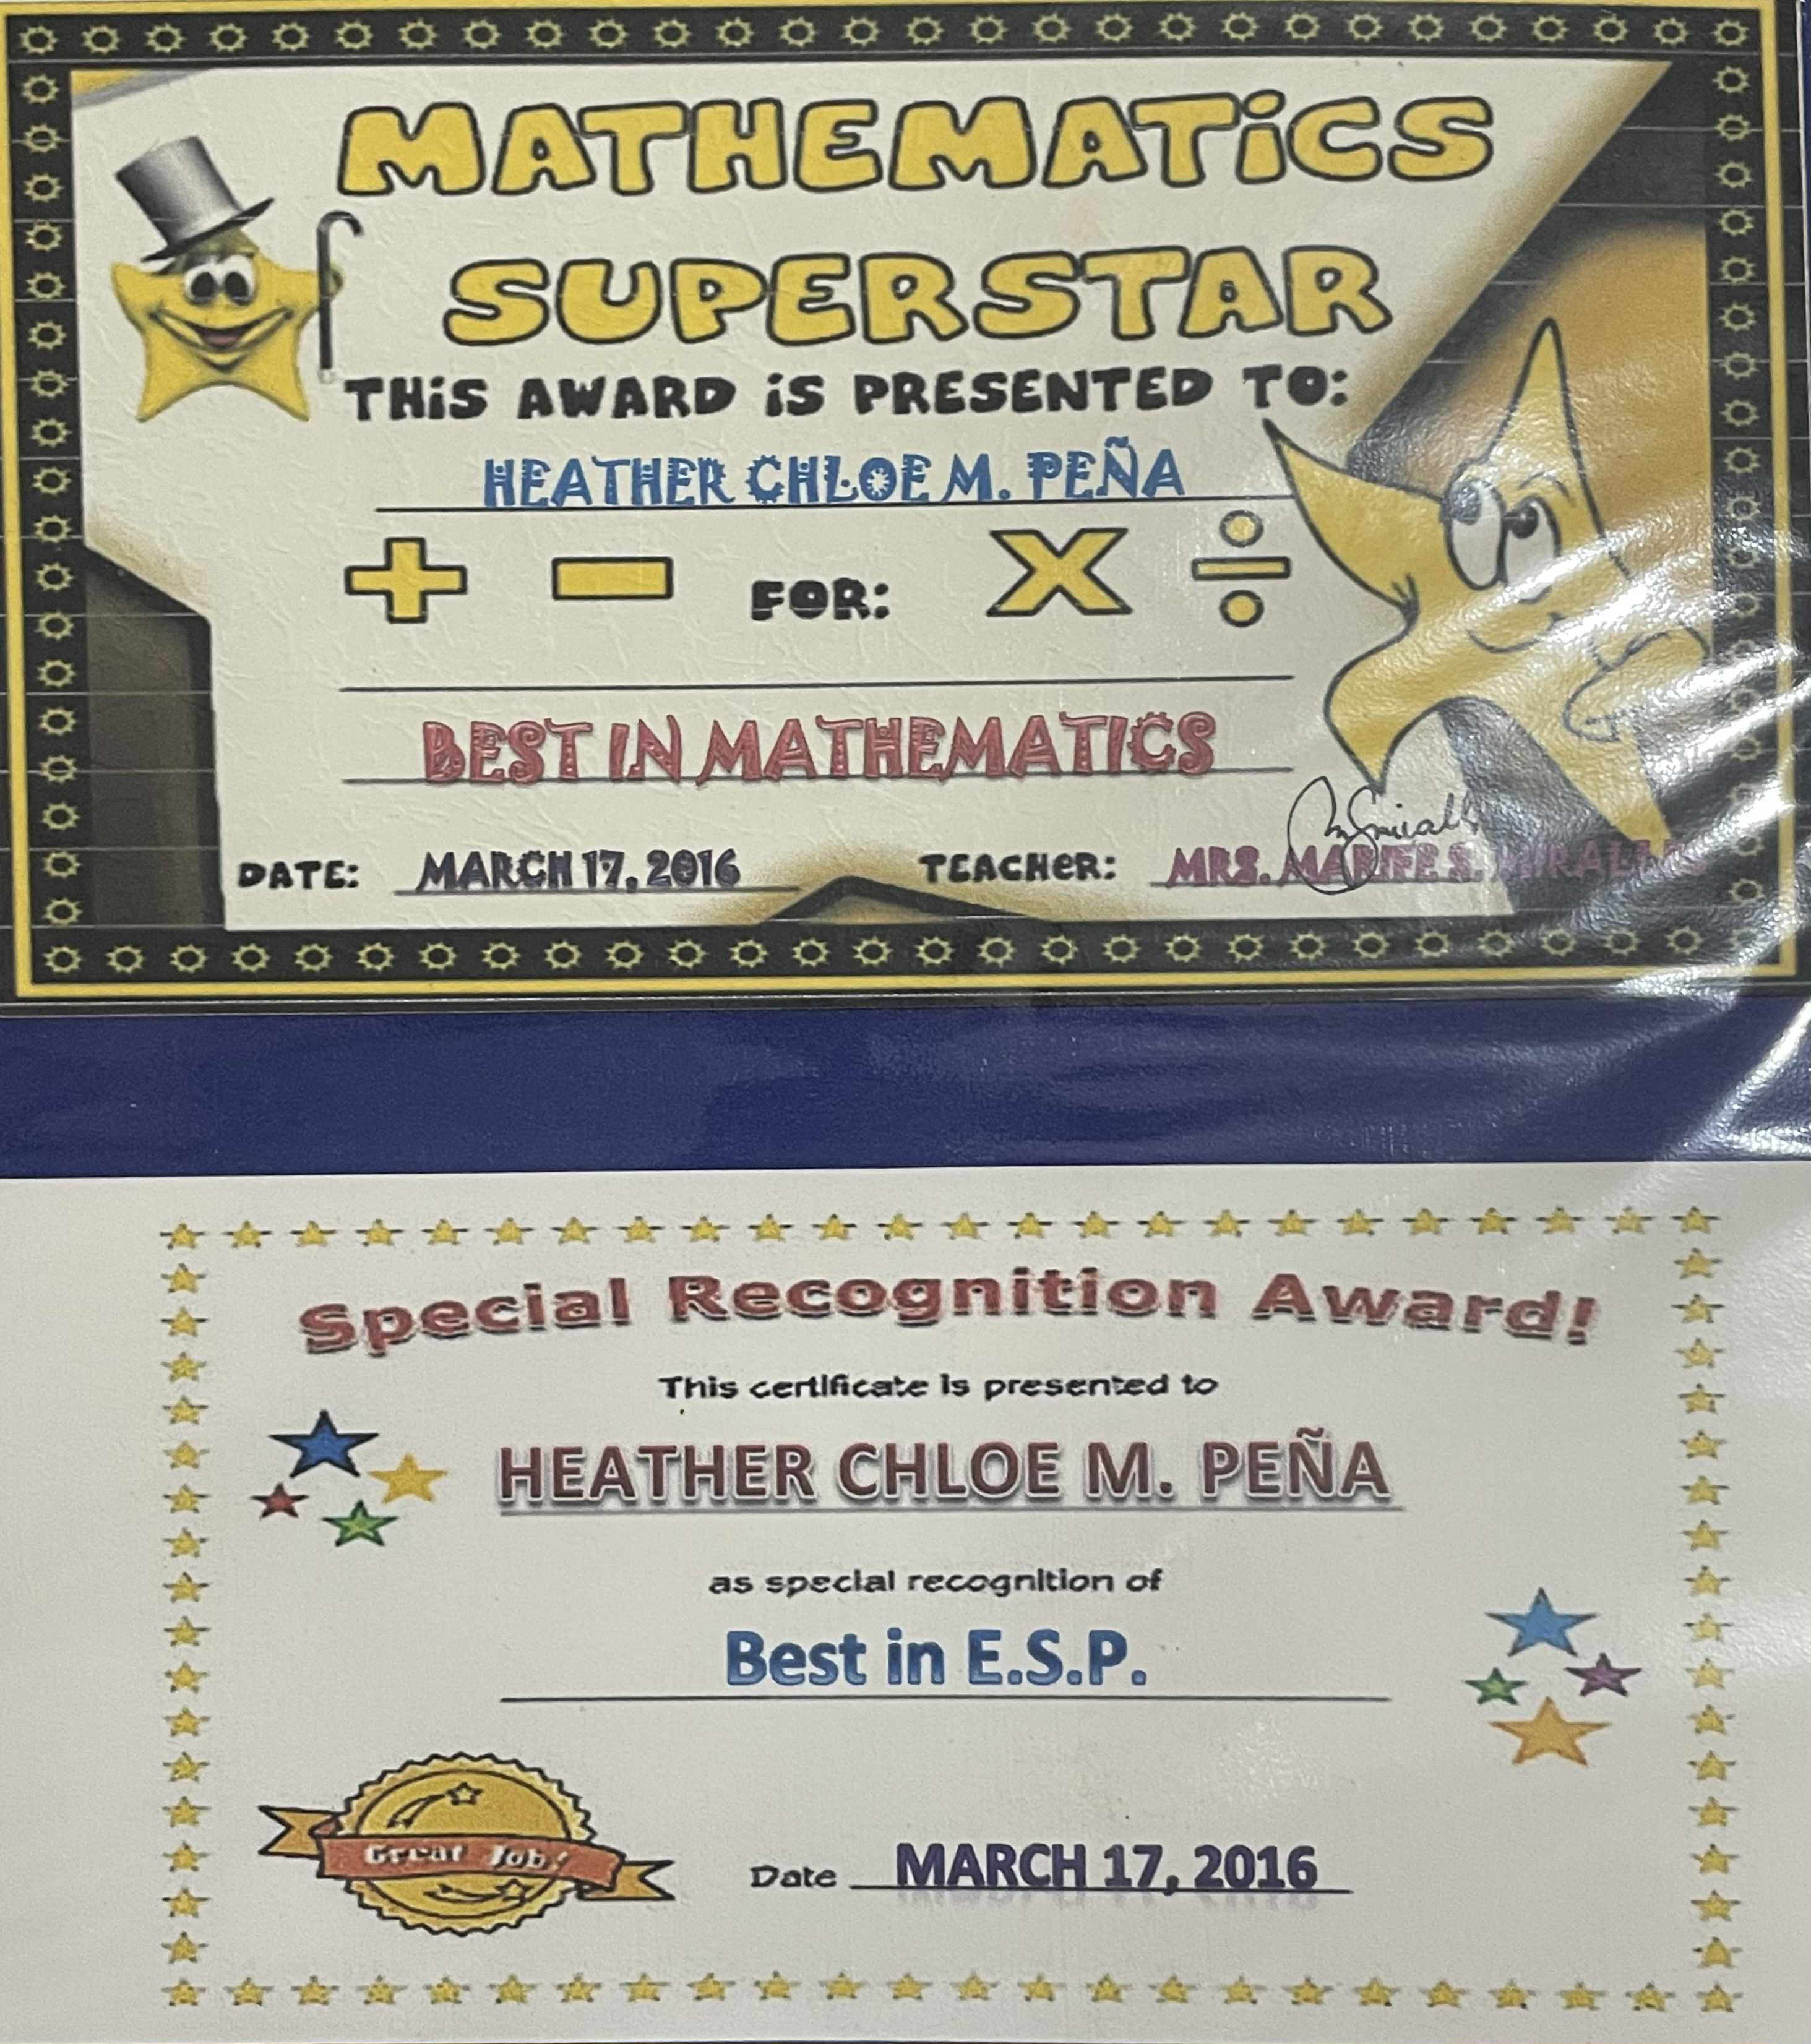 MATHEMATiCS
SUPERSTAR
THiS AWARD iS PRESENTED TO:
HEATHER CHLOE M. PEÑA
+ − FOR: X ÷
BEST IN MATHEMATICS
DATE: MARCH 17, 2016 TEACHER: MRS. MARIFE S.
Special Recognition Award!
This certificate is presented to
HEATHER CHLOE M. PEÑA
as special recognition of
Best in E.S.P.
Great Job!
Date MARCH 17, 2016